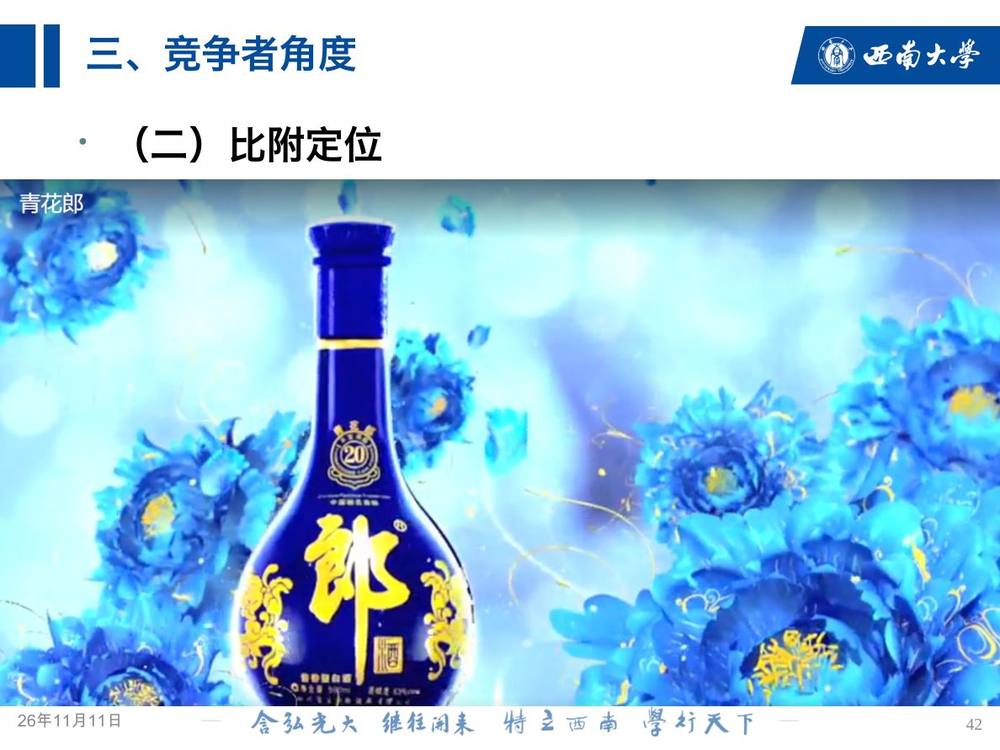 三、竞争者角度
西南大学
（二）比附定位
青花郎
20
郎
®
酒
26年11月11日
含弘光大 继往开来 特立西南 学行天下
42